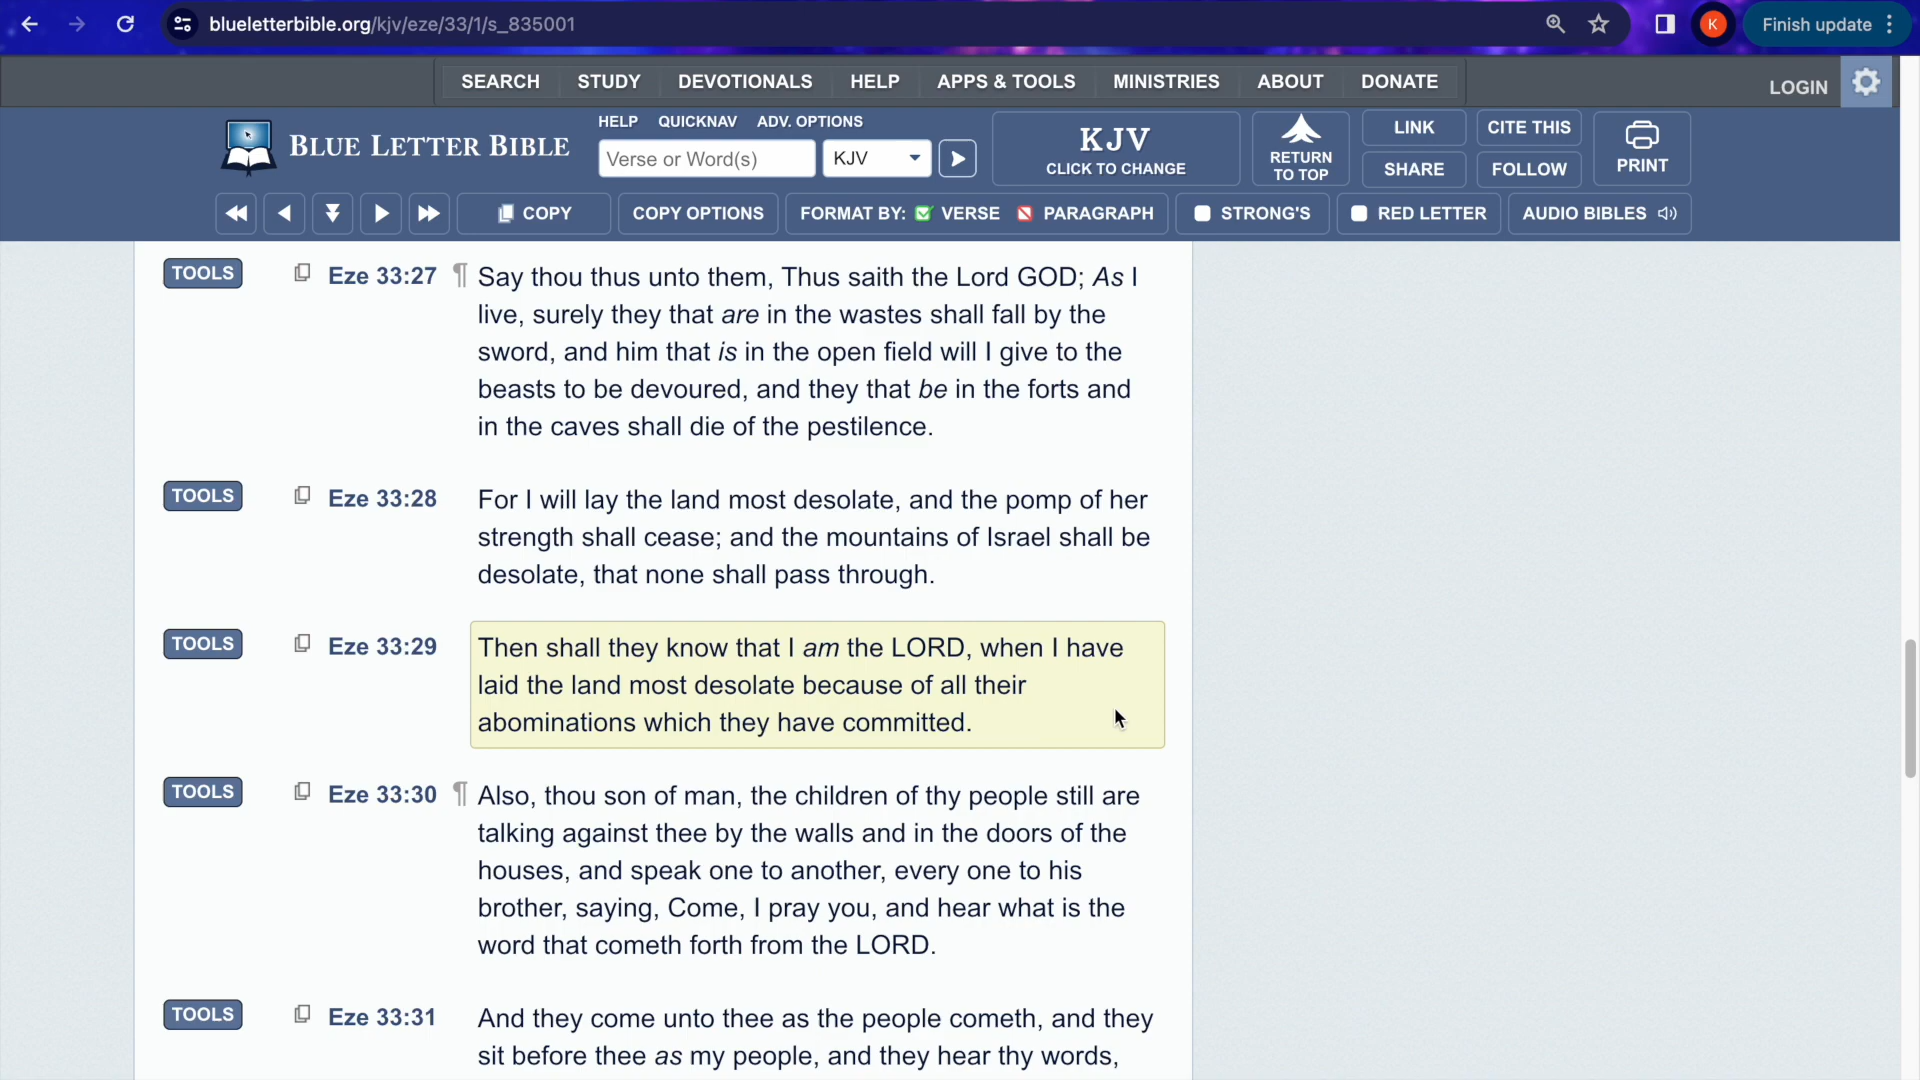 blueletterbible.org/kjv/eze/33/1/s_835001
K
Finish update
SEARCH STUDY DEVOTIONALS HELP APPS & TOOLS MINISTRIES ABOUT DONATE
LOGIN
BLUE LETTER BIBLE
HELP QUICKNAV ADV. OPTIONS
Verse or Word(s)
KJV
KJV
CLICK TO CHANGE
RETURN
TO TOP
LINK
CITE THIS
SHARE
FOLLOW
PRINT
COPY
COPY OPTIONS
FORMAT BY: VERSE PARAGRAPH
STRONG'S
RED LETTER
AUDIO BIBLES
TOOLS Eze 33:27 ¶ Say thou thus unto them, Thus saith the Lord GOD; As I
live, surely they that are in the wastes shall fall by the
sword, and him that is in the open field will I give to the
beasts to be devoured, and they that be in the forts and
in the caves shall die of the pestilence.
TOOLS Eze 33:28 For I will lay the land most desolate, and the pomp of her
strength shall cease; and the mountains of Israel shall be
desolate, that none shall pass through.
TOOLS Eze 33:29 Then shall they know that I am the LORD, when I have
laid the land most desolate because of all their
abominations which they have committed.
TOOLS Eze 33:30 ¶ Also, thou son of man, the children of thy people still are
talking against thee by the walls and in the doors of the
houses, and speak one to another, every one to his
brother, saying, Come, I pray you, and hear what is the
word that cometh forth from the LORD.
TOOLS Eze 33:31 And they come unto thee as the people cometh, and they
sit before thee as my people, and they hear thy words,